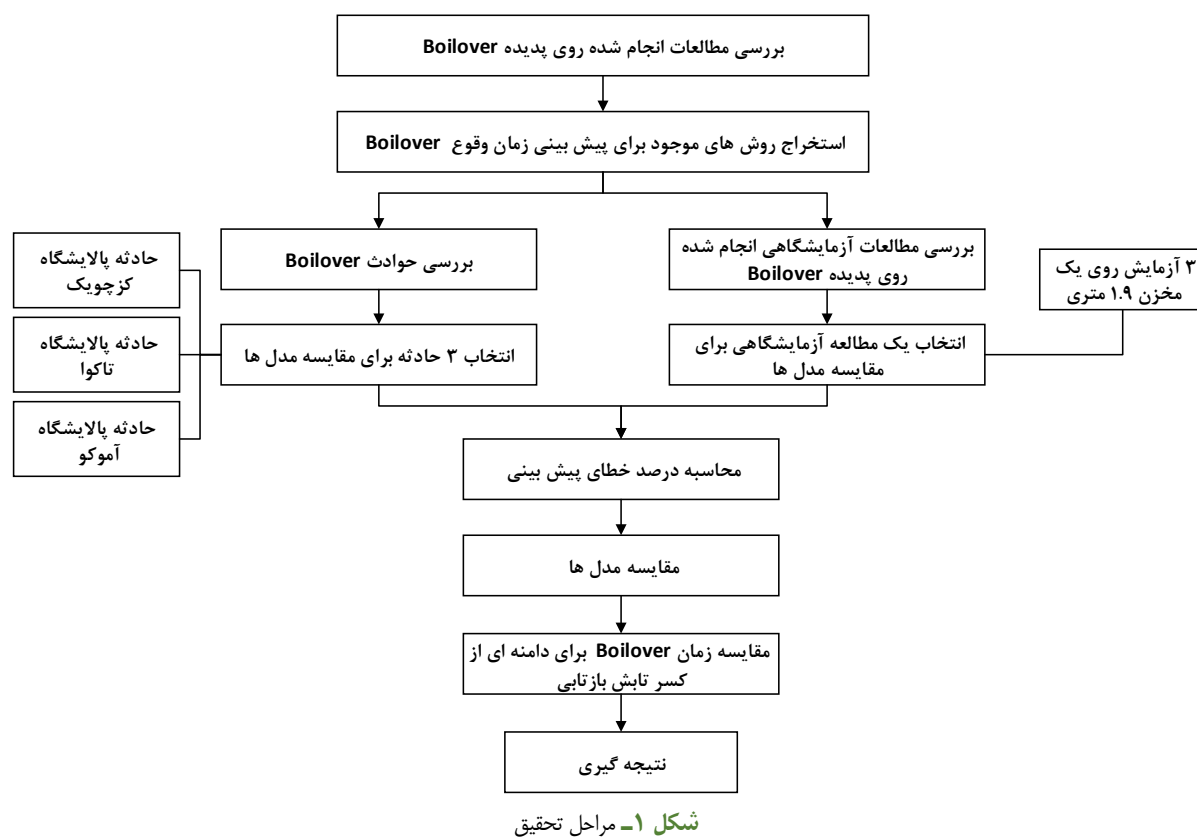 بررسی مطالعات انجام شده روی پدیده Boilover
استخراج روش های موجود برای پیش بینی زمان وقوع Boilover
بررسی حوادث Boilover
بررسی مطالعات آزمایشگاهی انجام شده
روی پدیده Boilover
حادثه پالایشگاه
کزچویک
۳ آزمایش روی یک
مخزن ۱.۹ متری
حادثه پالایشگاه
تاکوا
انتخاب ۳ حادثه برای مقایسه مدل ها
انتخاب یک مطالعه آزمایشگاهی برای
مقایسه مدل ها
حادثه پالایشگاه
آموکو
محاسبه درصد خطای پیش بینی
مقایسه مدل ها
مقایسه زمان Boilover برای دامنه ای از
کسر تابش بازتابی
نتیجه گیری
شکل ۱ـ مراحل تحقیق